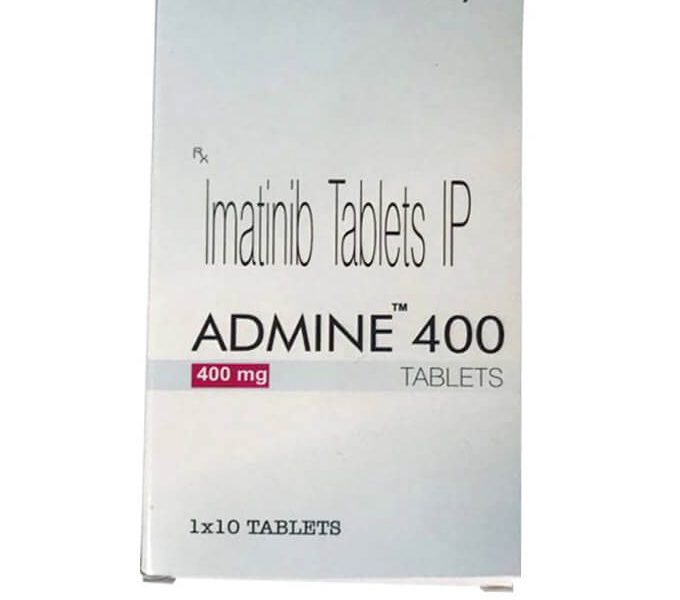 Rx
Imatinib Tablets IP
ADMINE™ 400
400 mg
TABLETS
1x10 TABLETS